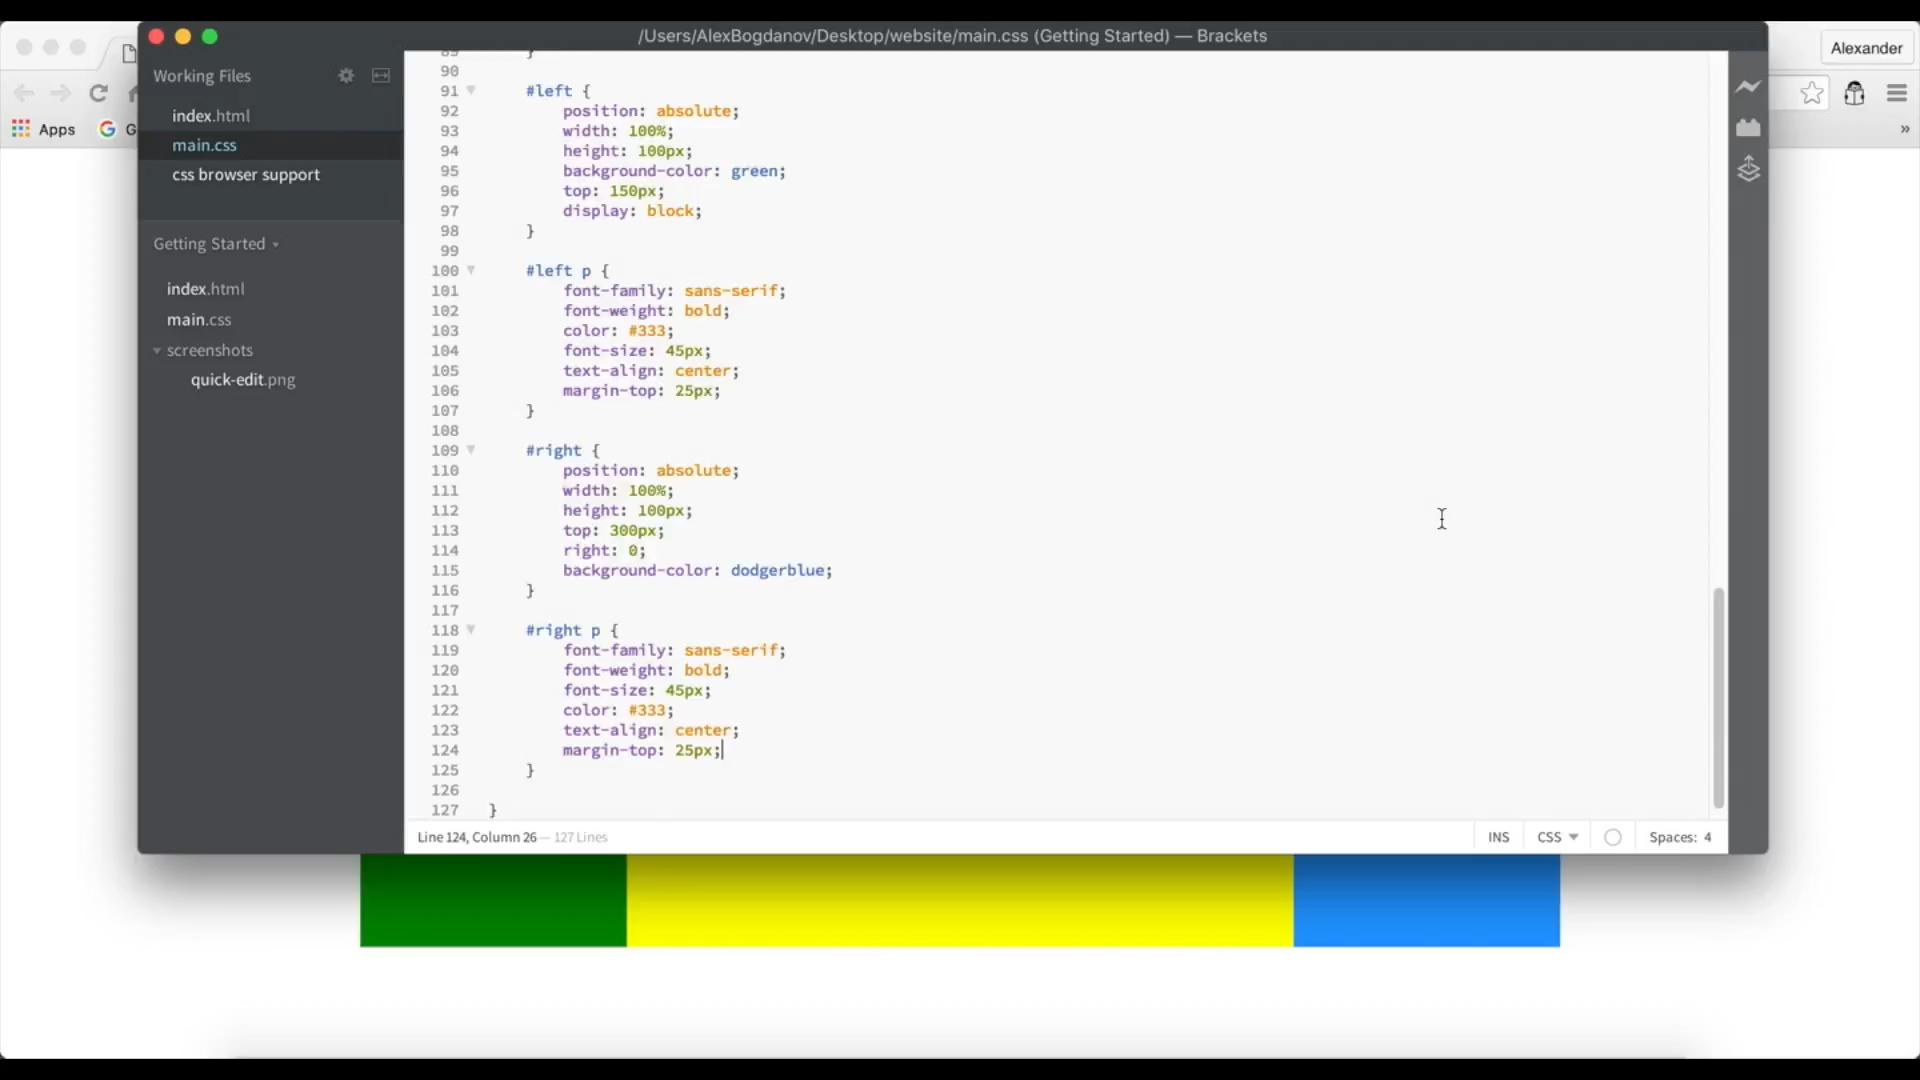 /Users/AlexBogdanov/Desktop/website/main.css (Getting Started) — Brackets
Alexander
Apps
G
Working Files
index.html
main.css
css browser support
Getting Started
index.html
main.css
screenshots
quick-edit.png
89 }
90
91 #left {
92 position: absolute;
93 width: 100%;
94 height: 100px;
95 background-color: green;
96 top: 150px;
97 display: block;
98 }
99
100 #left p {
101 font-family: sans-serif;
102 font-weight: bold;
103 color: #333;
104 font-size: 45px;
105 text-align: center;
106 margin-top: 25px;
107 }
108
109 #right {
110 position: absolute;
111 width: 100%;
112 height: 100px;
113 top: 300px;
114 right: 0;
115 background-color: dodgerblue;
116 }
117
118 #right p {
119 font-family: sans-serif;
120 font-weight: bold;
121 font-size: 45px;
122 color: #333;
123 text-align: center;
124 margin-top: 25px;
125 }
126
127 }
Line 124, Column 26 — 127 Lines
INS CSS Spaces: 4